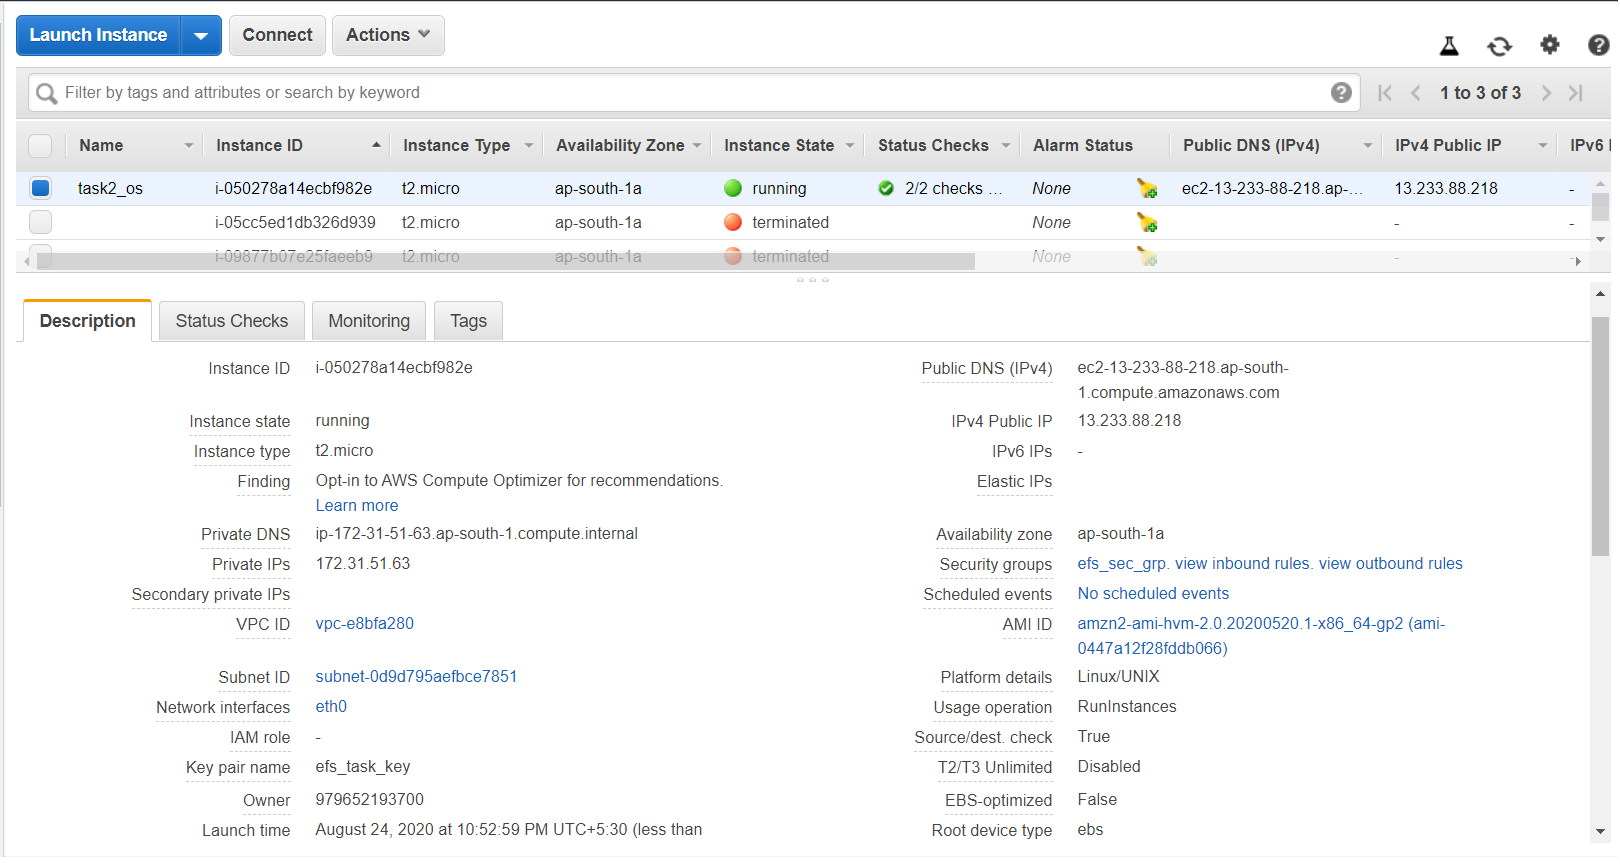 Launch Instance Connect Actions
Filter by tags and attributes or search by keyword 1 to 3 of 3
Name Instance ID Instance Type Availability Zone Instance State Status Checks Alarm Status Public DNS (IPv4) IPv4 Public IP IPv6 I
task2_os i-050278a14ecbf982e t2.micro ap-south-1a running 2/2 checks ... None ec2-13-233-88-218.ap-... 13.233.88.218 -
i-05cc5ed1db326d939 t2.micro ap-south-1a terminated None - -
i-09877b07e25faeeb9 t2.micro ap-south-1a terminated None - -
Description Status Checks Monitoring Tags
Instance ID i-050278a14ecbf982e Public DNS (IPv4) ec2-13-233-88-218.ap-south-
1.compute.amazonaws.com
Instance state running IPv4 Public IP 13.233.88.218
Instance type t2.micro IPv6 IPs -
Finding Opt-in to AWS Compute Optimizer for recommendations. Elastic IPs
Learn more
Private DNS ip-172-31-51-63.ap-south-1.compute.internal Availability zone ap-south-1a
Private IPs 172.31.51.63 Security groups efs_sec_grp. view inbound rules. view outbound rules
Secondary private IPs Scheduled events No scheduled events
VPC ID vpc-e8bfa280 AMI ID amzn2-ami-hvm-2.0.20200520.1-x86_64-gp2 (ami-
0447a12f28fddb066)
Subnet ID subnet-0d9d795aefbce7851 Platform details Linux/UNIX
Network interfaces eth0 Usage operation RunInstances
IAM role - Source/dest. check True
Key pair name efs_task_key T2/T3 Unlimited Disabled
Owner 979652193700 EBS-optimized False
Launch time August 24, 2020 at 10:52:59 PM UTC+5:30 (less than Root device type ebs